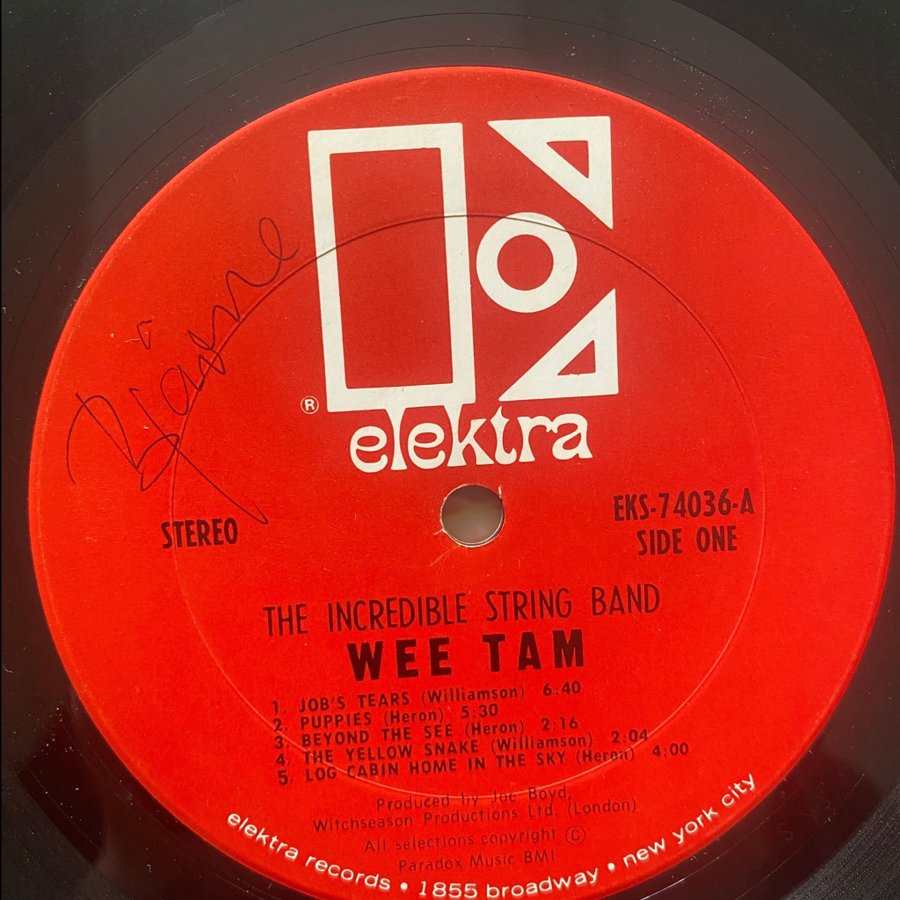 Bjarne
®
elektra
STEREO
EKS-74036-A
SIDE ONE
THE INCREDIBLE STRING BAND
WEE TAM
1. JOB'S TEARS (Williamson) 6:40
2. PUPPIES (Heron) 5:30
3. BEYOND THE SEE (Heron) 2:16
4. THE YELLOW SNAKE (Williamson) 2:04
5. LOG CABIN HOME IN THE SKY (Heron) 4:00
Produced by Joe Boyd,
Witchseason Productions Ltd. (London)
All selections copyright ©
Paradox Music BMI
elektra records • 1855 broadway • new york city